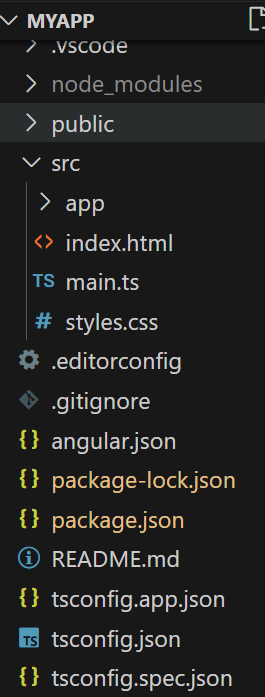 MYAPP
.vscode
node_modules
public
src
app
<> index.html
TS main.ts
# styles.css
.editorconfig
.gitignore
{} angular.json
{} package-lock.json
{} package.json
README.md
{} tsconfig.app.json
TS tsconfig.json
{} tsconfig.spec.json